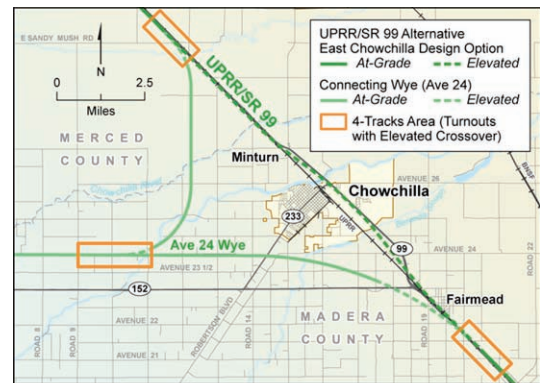 E SANDY MUSH RD
N
0 2.5
Miles
UPRR/SR 99 Alternative
East Chowchilla Design Option
At-Grade Elevated
Connecting Wye (Ave 24)
At-Grade Elevated
4-Tracks Area (Turnouts
with Elevated Crossover)
UPRR/SR 99
MERCED
COUNTY
Minturn
Chowchilla River
AVENUE 26
BNSF
Chowchilla
233
UPRR
Ave 24 Wye
99
AVENUE 24
ROAD 22
AVENUE 23 1/2
152
Fairmead
ROAD 8
ROAD 9
AVENUE 22
ROBERTSON BLVD
ROAD 14
MADERA
COUNTY
ROAD 19
AVENUE 21